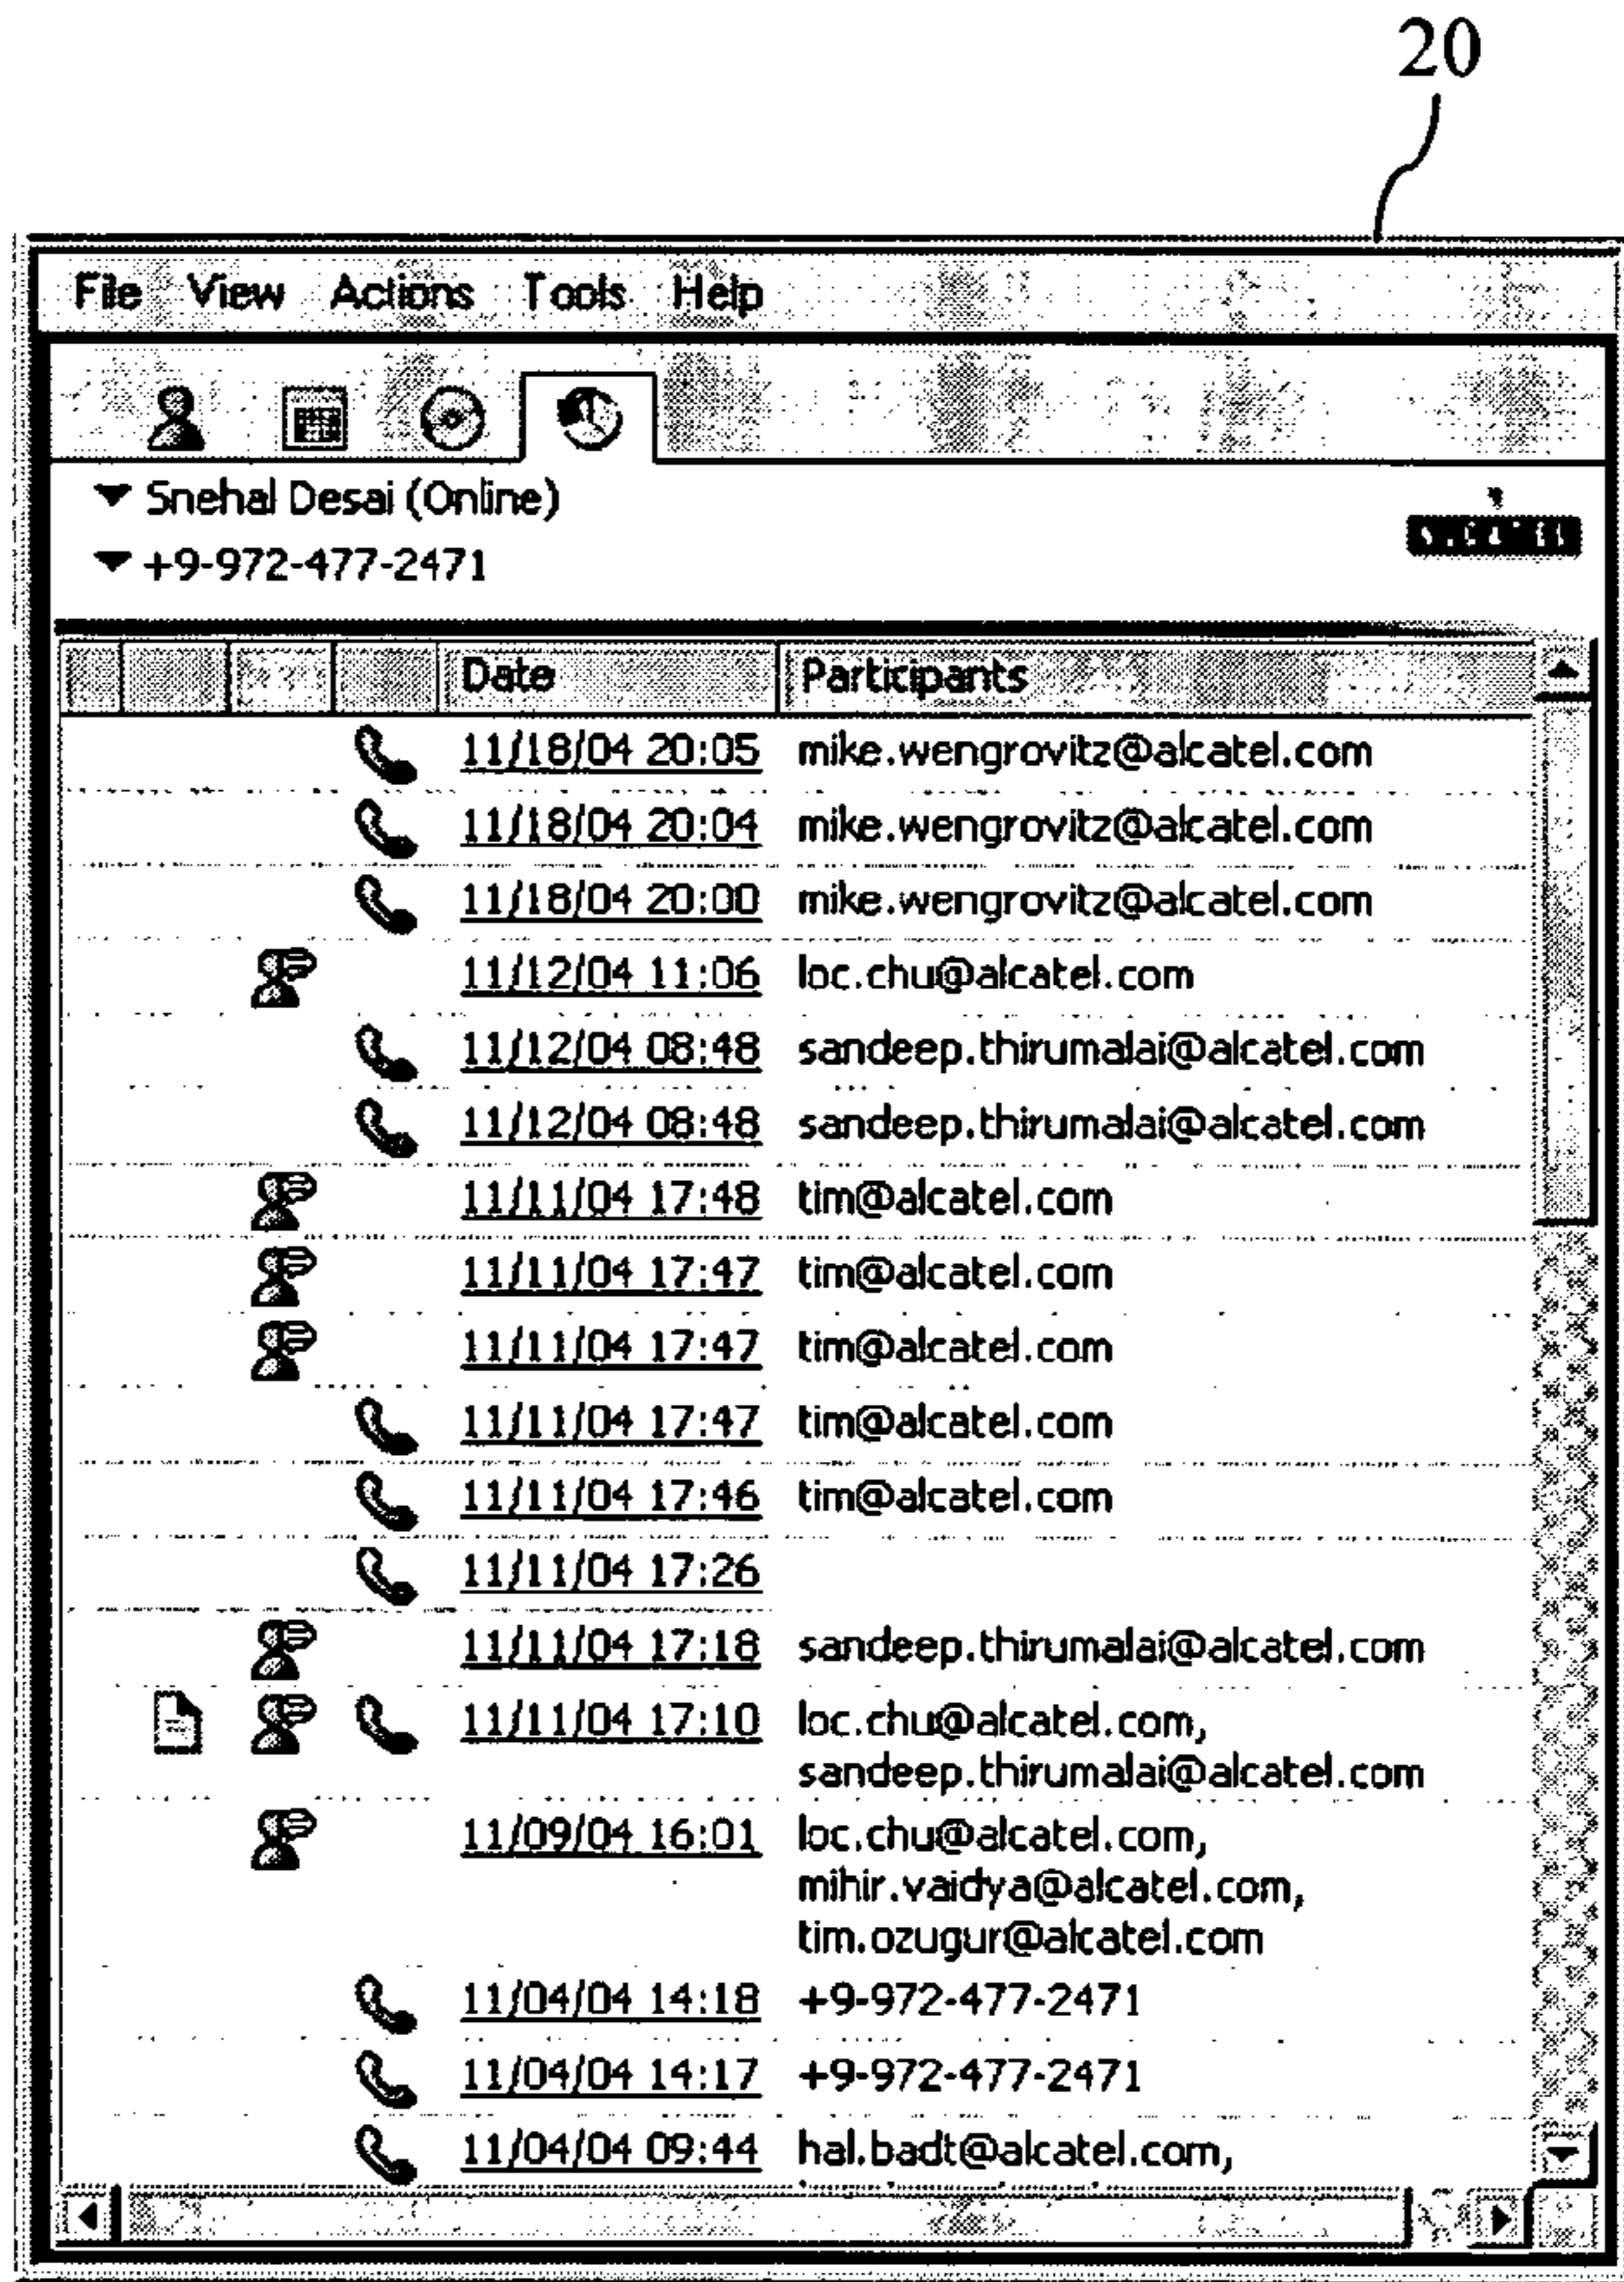 20
File View Actions Tools Help
Snehal Desai (Online)
+9-972-477-2471
Date Participants
11/18/04 20:05 mike.wengrovitz@alcatel.com
11/18/04 20:04 mike.wengrovitz@alcatel.com
11/18/04 20:00 mike.wengrovitz@alcatel.com
11/12/04 11:06 loc.chu@alcatel.com
11/12/04 08:48 sandeep.thirumalai@alcatel.com
11/12/04 08:48 sandeep.thirumalai@alcatel.com
11/11/04 17:48 tim@alcatel.com
11/11/04 17:47 tim@alcatel.com
11/11/04 17:47 tim@alcatel.com
11/11/04 17:47 tim@alcatel.com
11/11/04 17:46 tim@alcatel.com
11/11/04 17:26
11/11/04 17:18 sandeep.thirumalai@alcatel.com
11/11/04 17:10 loc.chu@alcatel.com,
sandeep.thirumalai@alcatel.com
11/09/04 16:01 loc.chu@alcatel.com,
mihir.vaidya@alcatel.com,
tim.ozugur@alcatel.com
11/04/04 14:18 +9-972-477-2471
11/04/04 14:17 +9-972-477-2471
11/04/04 09:44 hal.badt@alcatel.com,